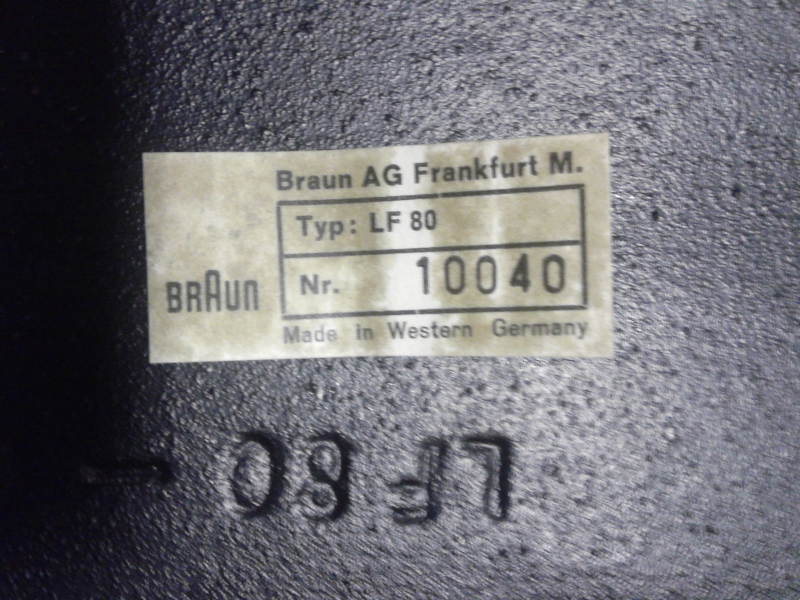 Braun AG Frankfurt M.
Typ: LF 80
BRAUN
Nr. 10040
Made in Western Germany
LF 80 -